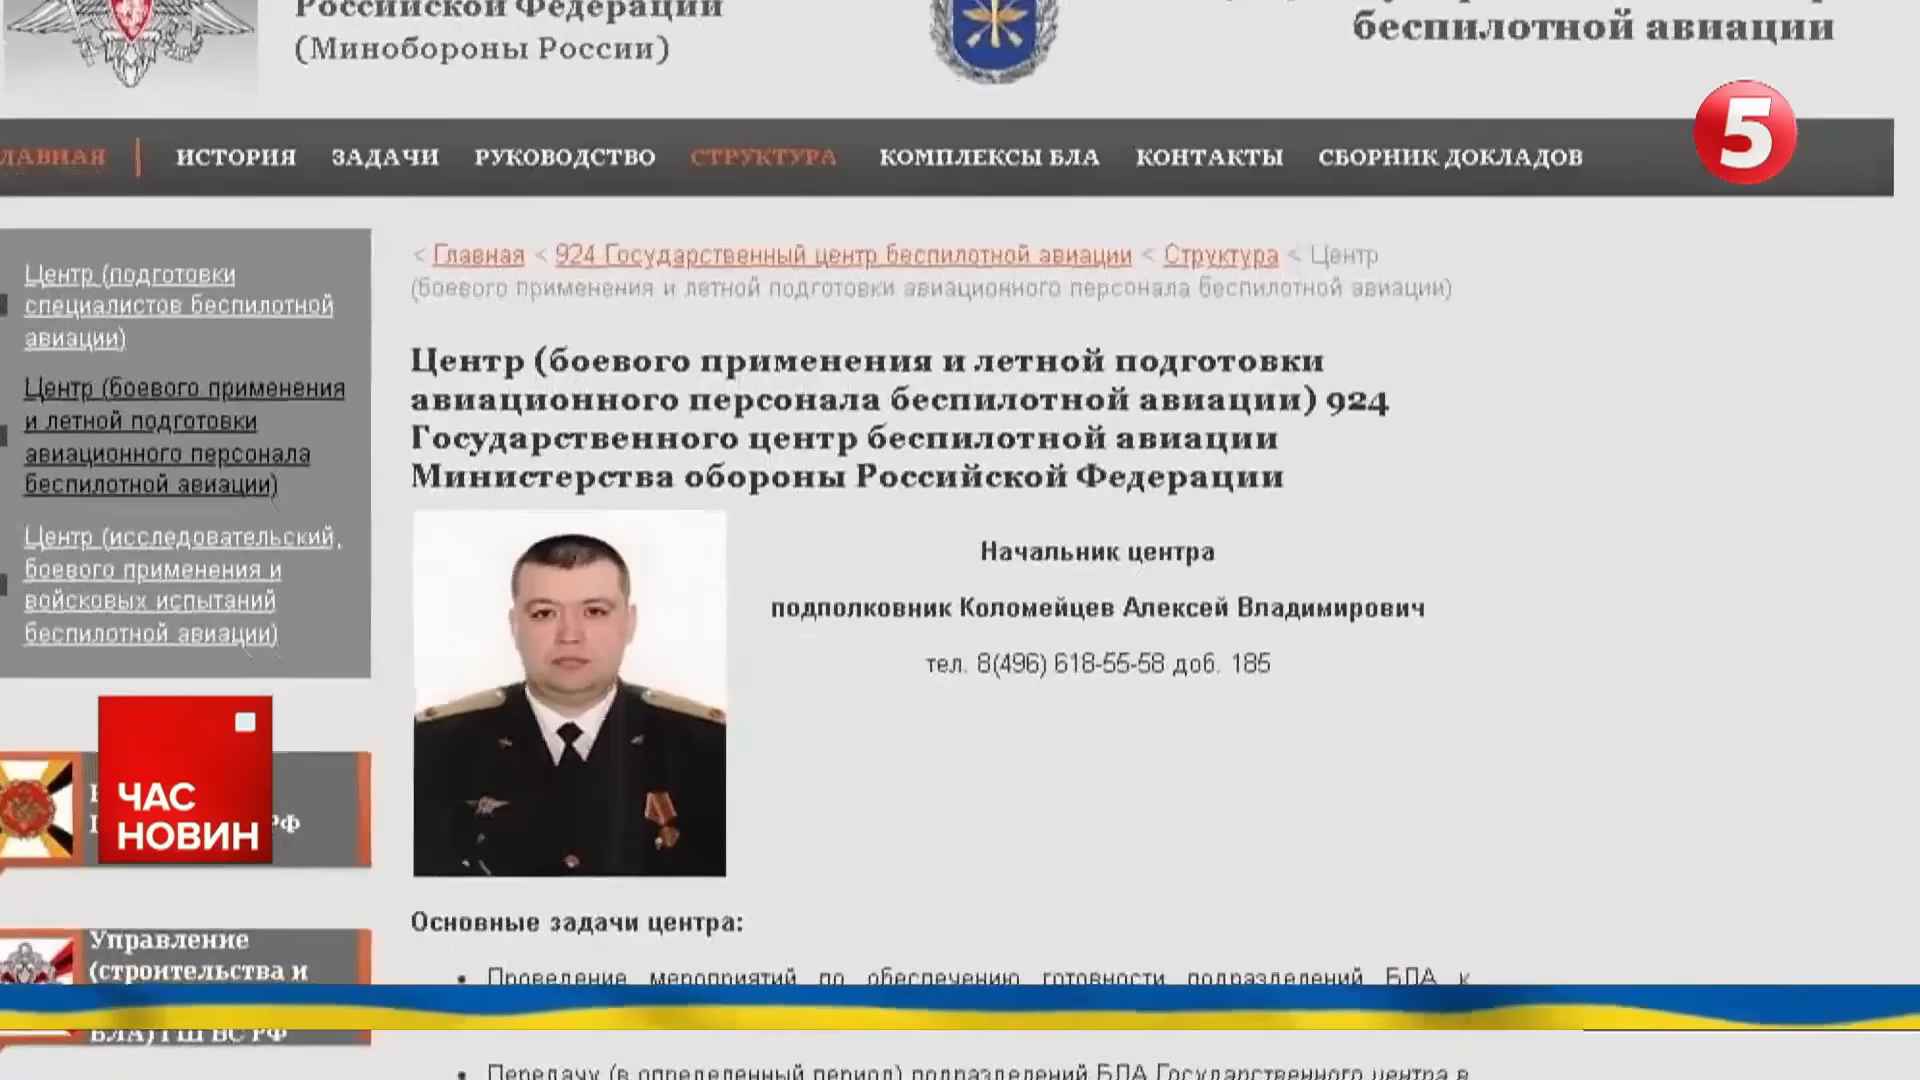 Российской Федерации
(Минобороны России)
беспилотной авиации
5
ГЛАВНАЯ | ИСТОРИЯ ЗАДАЧИ РУКОВОДСТВО СТРУКТУРА КОМПЛЕКСЫ БЛА КОНТАКТЫ СБОРНИК ДОКЛАДОВ
Центр (подготовки
специалистов беспилотной
авиации)
Центр (боевого применения
и летной подготовки
авиационного персонала
беспилотной авиации)
Центр (исследовательский,
боевого применения и
войсковых испытаний
беспилотной авиации)
РФ
ЧАС
НОВИН
Управление
(строительства и
БЛА) ГШ ВС РФ
< Главная < 924 Государственный центр беспилотной авиации < Структура < Центр
(боевого применения и летной подготовки авиационного персонала беспилотной авиации)
Центр (боевого применения и летной подготовки
авиационного персонала беспилотной авиации) 924
Государственного центр беспилотной авиации
Министерства обороны Российской Федерации
Начальник центра
подполковник Коломейцев Алексей Владимирович
тел. 8(496) 618-55-58 доб. 185
Основные задачи центра:
• Проведение мероприятий по обеспечению готовности подразделений БЛА к
• Передачу (в определенный период) подразделений БЛА Государственного центра в